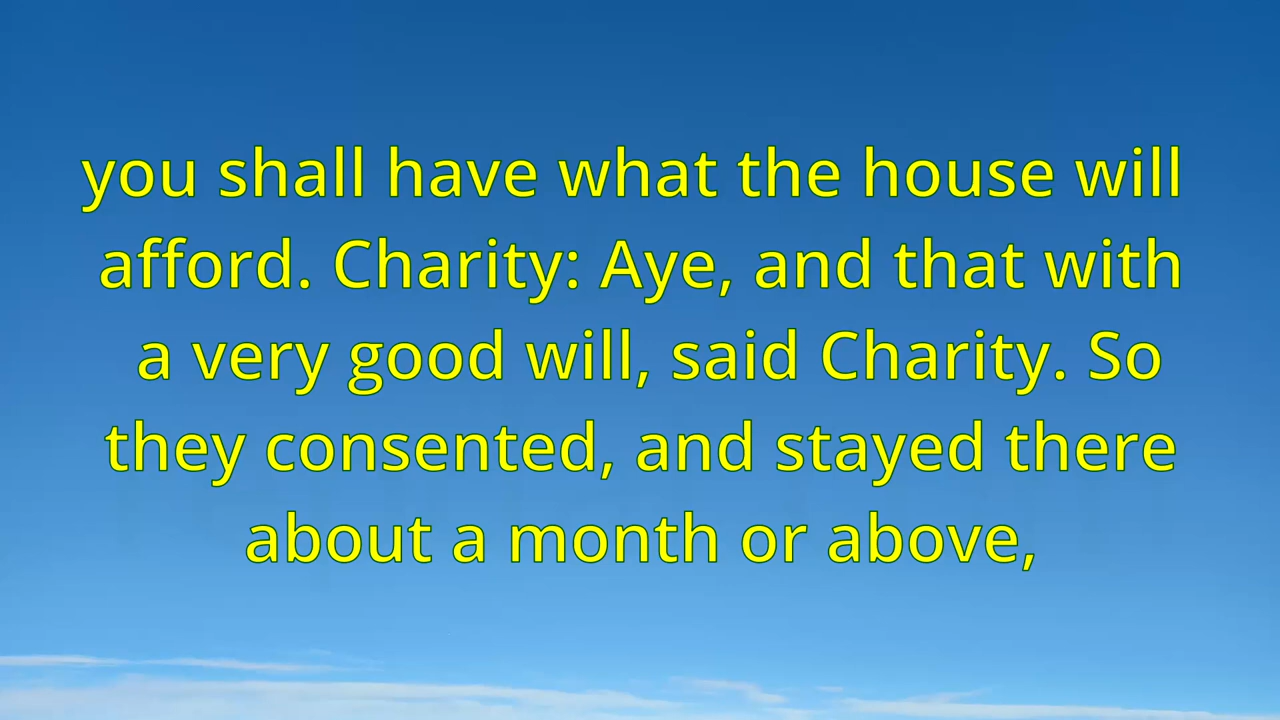 you shall have what the house will
afford. Charity: Aye, and that with
a very good will, said Charity. So
they consented, and stayed there
about a month or above,